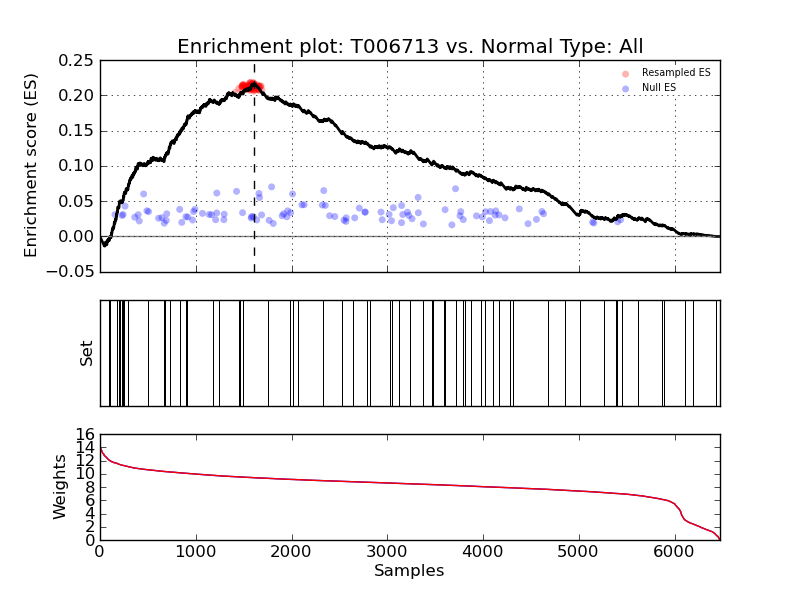 Enrichment plot: T006713 vs. Normal Type: All
Enrichment score (ES)
0.25
0.20
0.15
0.10
0.05
0.00
−0.05
Resampled ES
Null ES
Set
Weights
16
14
12
10
8
6
4
2
0
0 1000 2000 3000 4000 5000 6000
Samples